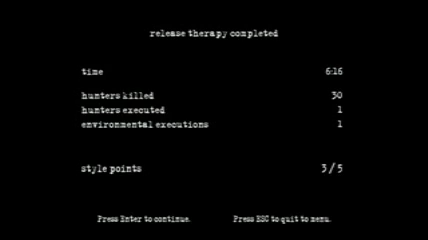 release therapy completed
time 6:16
hunters killed 30
hunters executed 1
environmental executions 1
style points 3 / 5
Press Enter to continue. Press ESC to quit to menu.